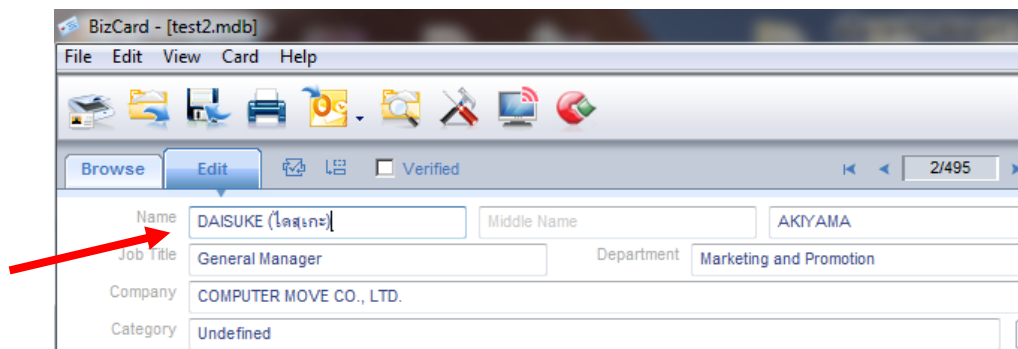 BizCard - [test2.mdb]
File Edit View Card Help
Browse Edit Verified 2/495
Name DAISUKE (ไดสุเกะ) Middle Name AKIYAMA
Job Title General Manager Department Marketing and Promotion
Company COMPUTER MOVE CO., LTD.
Category Undefined